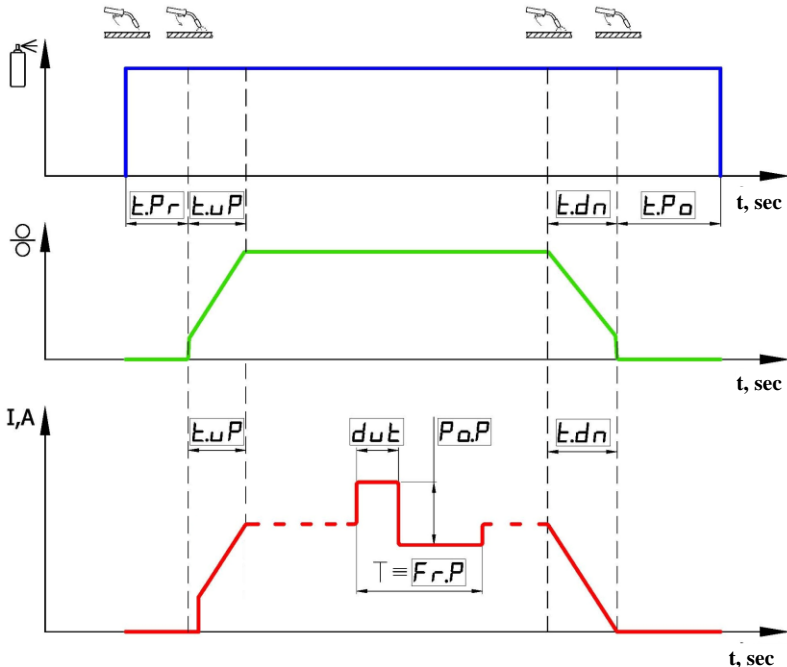 t.Pr t.uP t.dn t.Po
t, sec
t, sec
I,A
t.uP dut Po.P t.dn
T ≡ Fr.P
t, sec